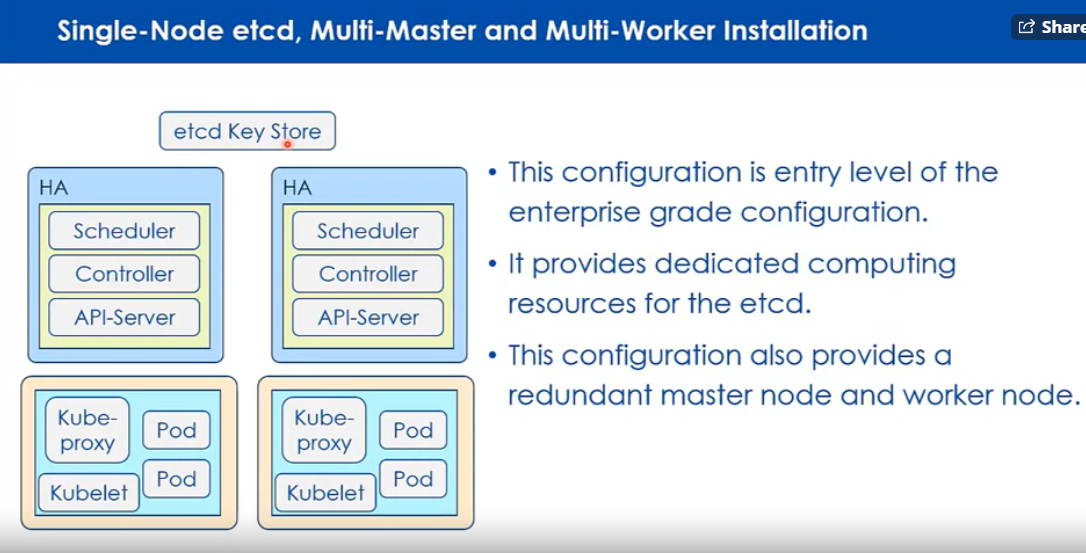 Single-Node etcd, Multi-Master and Multi-Worker Installation
Share
etcd Key Store
HA
Scheduler
Controller
API-Server
HA
Scheduler
Controller
API-Server
Kube-
proxy
Pod
Pod
Kubelet
Kube-
proxy
Pod
Pod
Kubelet
• This configuration is entry level of the
enterprise grade configuration.
• It provides dedicated computing
resources for the etcd.
• This configuration also provides a
redundant master node and worker node.